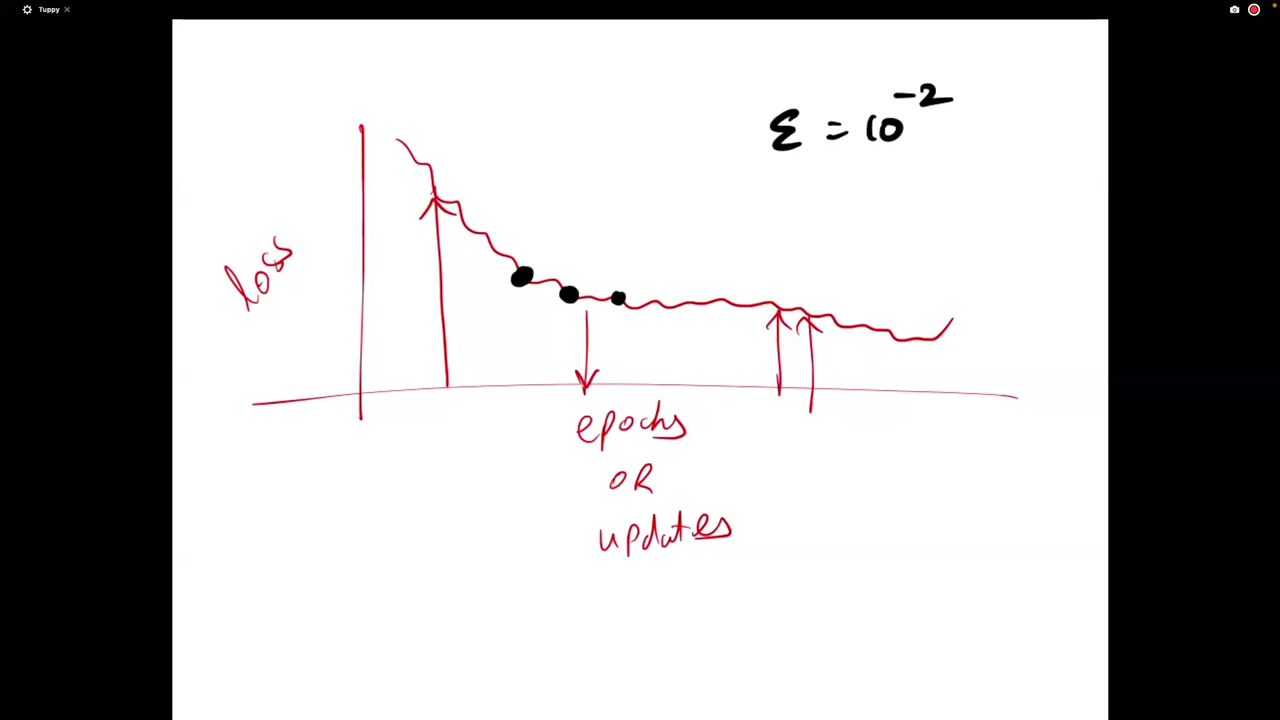 Tuppy
ε = 10^-2
loss
epochs
OR
updates